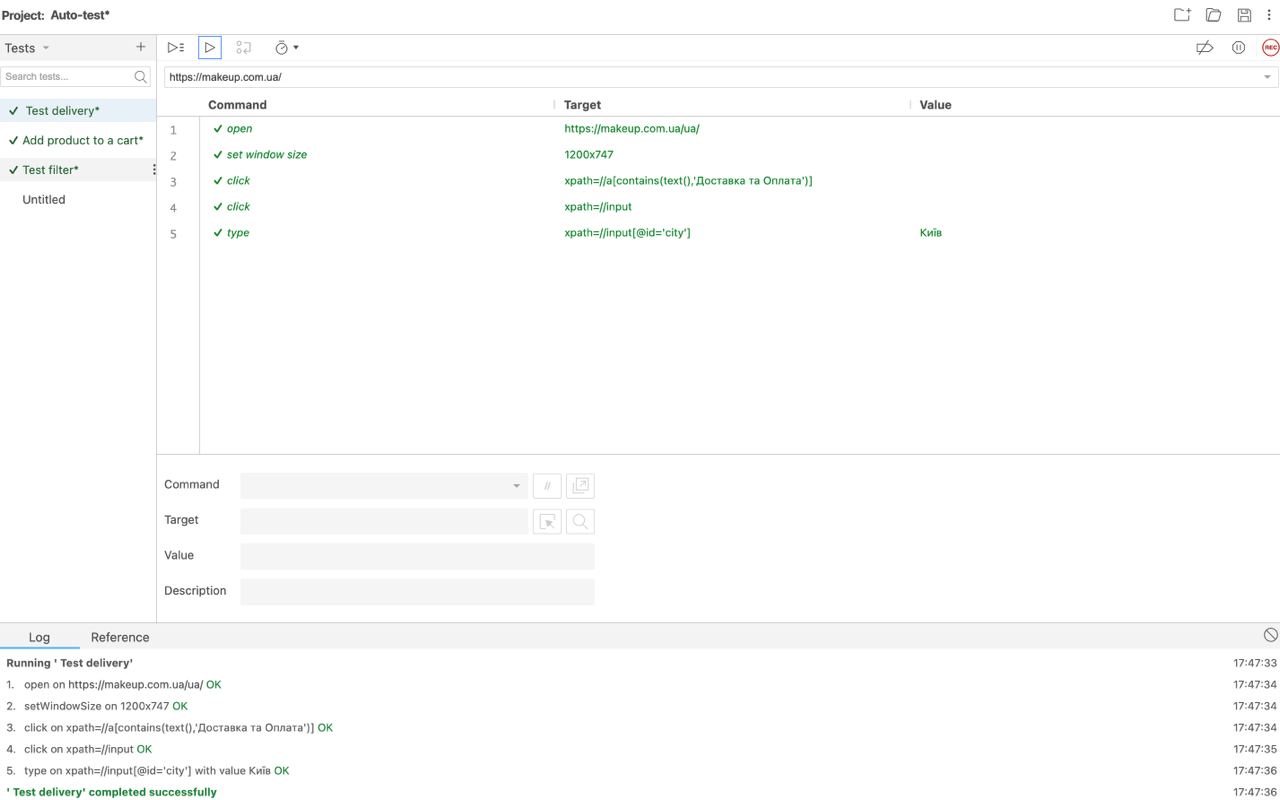 Project: Auto-test*
Tests
Search tests...
✓ Test delivery*
✓ Add product to a cart*
✓ Test filter*
Untitled
REC
https://makeup.com.ua/
Command Target Value
1 ✓ open https://makeup.com.ua/ua/
2 ✓ set window size 1200x747
3 ✓ click xpath=//a[contains(text(),'Доставка та Оплата')]
4 ✓ click xpath=//input
5 ✓ type xpath=//input[@id='city'] Київ
Command //
Target
Value
Description
Log Reference
Running ' Test delivery' 17:47:33
1. open on https://makeup.com.ua/ua/ OK 17:47:34
2. setWindowSize on 1200x747 OK 17:47:34
3. click on xpath=//a[contains(text(),'Доставка та Оплата')] OK 17:47:34
4. click on xpath=//input OK 17:47:35
5. type on xpath=//input[@id='city'] with value Київ OK 17:47:36
' Test delivery' completed successfully 17:47:36